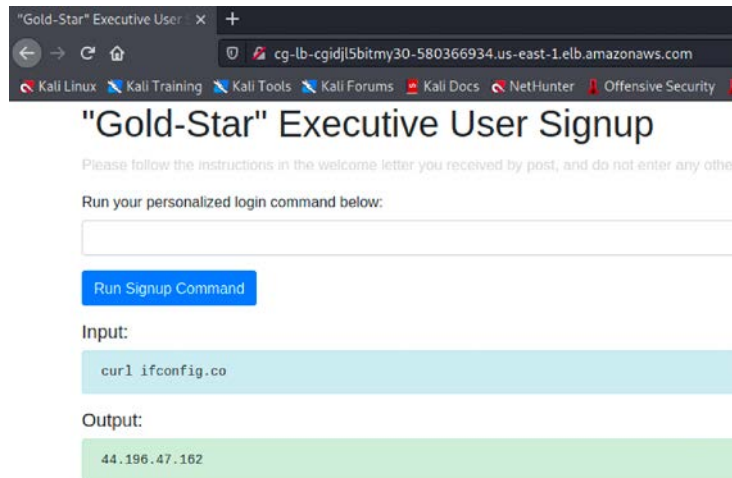 "Gold-Star" Executive User S
cg-lb-cgidjl5bitmy30-580366934.us-east-1.elb.amazonaws.com
Kali Linux Kali Training Kali Tools Kali Forums Kali Docs NetHunter Offensive Security
"Gold-Star" Executive User Signup
Please follow the instructions in the welcome letter you received by post, and do not enter any othe
Run your personalized login command below:
Run Signup Command
Input:
curl ifconfig.co
Output:
44.196.47.162